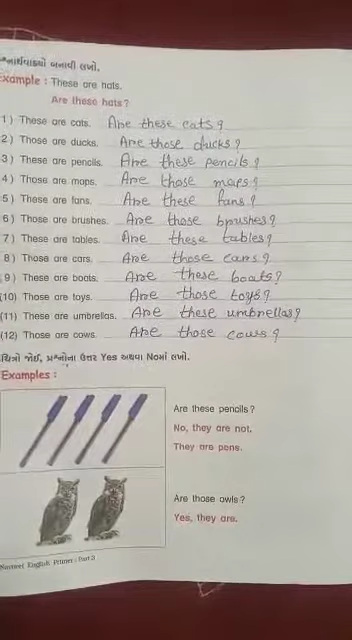 પ્રશ્નાર્થવાક્યો બનાવી લખો.
Example : These are hats.
Are these hats?
1) These are cats. Are these cats?
2) Those are ducks. Are those ducks?
3) These are pencils. Are these pencils?
4) Those are maps. Are those maps?
5) These are fans. Are these fans?
6) Those are brushes. Are those brushes?
7) These are tables. Are these tables?
8) Those are cars. Are those cars?
(9) These are boats. Are these boats?
(10) Those are toys. Are those toys?
(11) These are umbrellas. Are these umbrellas?
(12) Those are cows. Are those cows?
ચિત્રો જોઈ, પ્રશ્નોના ઉત્તર Yes અથવા Noમાં લખો.
Examples :
Are these pencils?
No, they are not.
They are pens.
Are those owls?
Yes, they are.
Navneet English Primer : Part 3